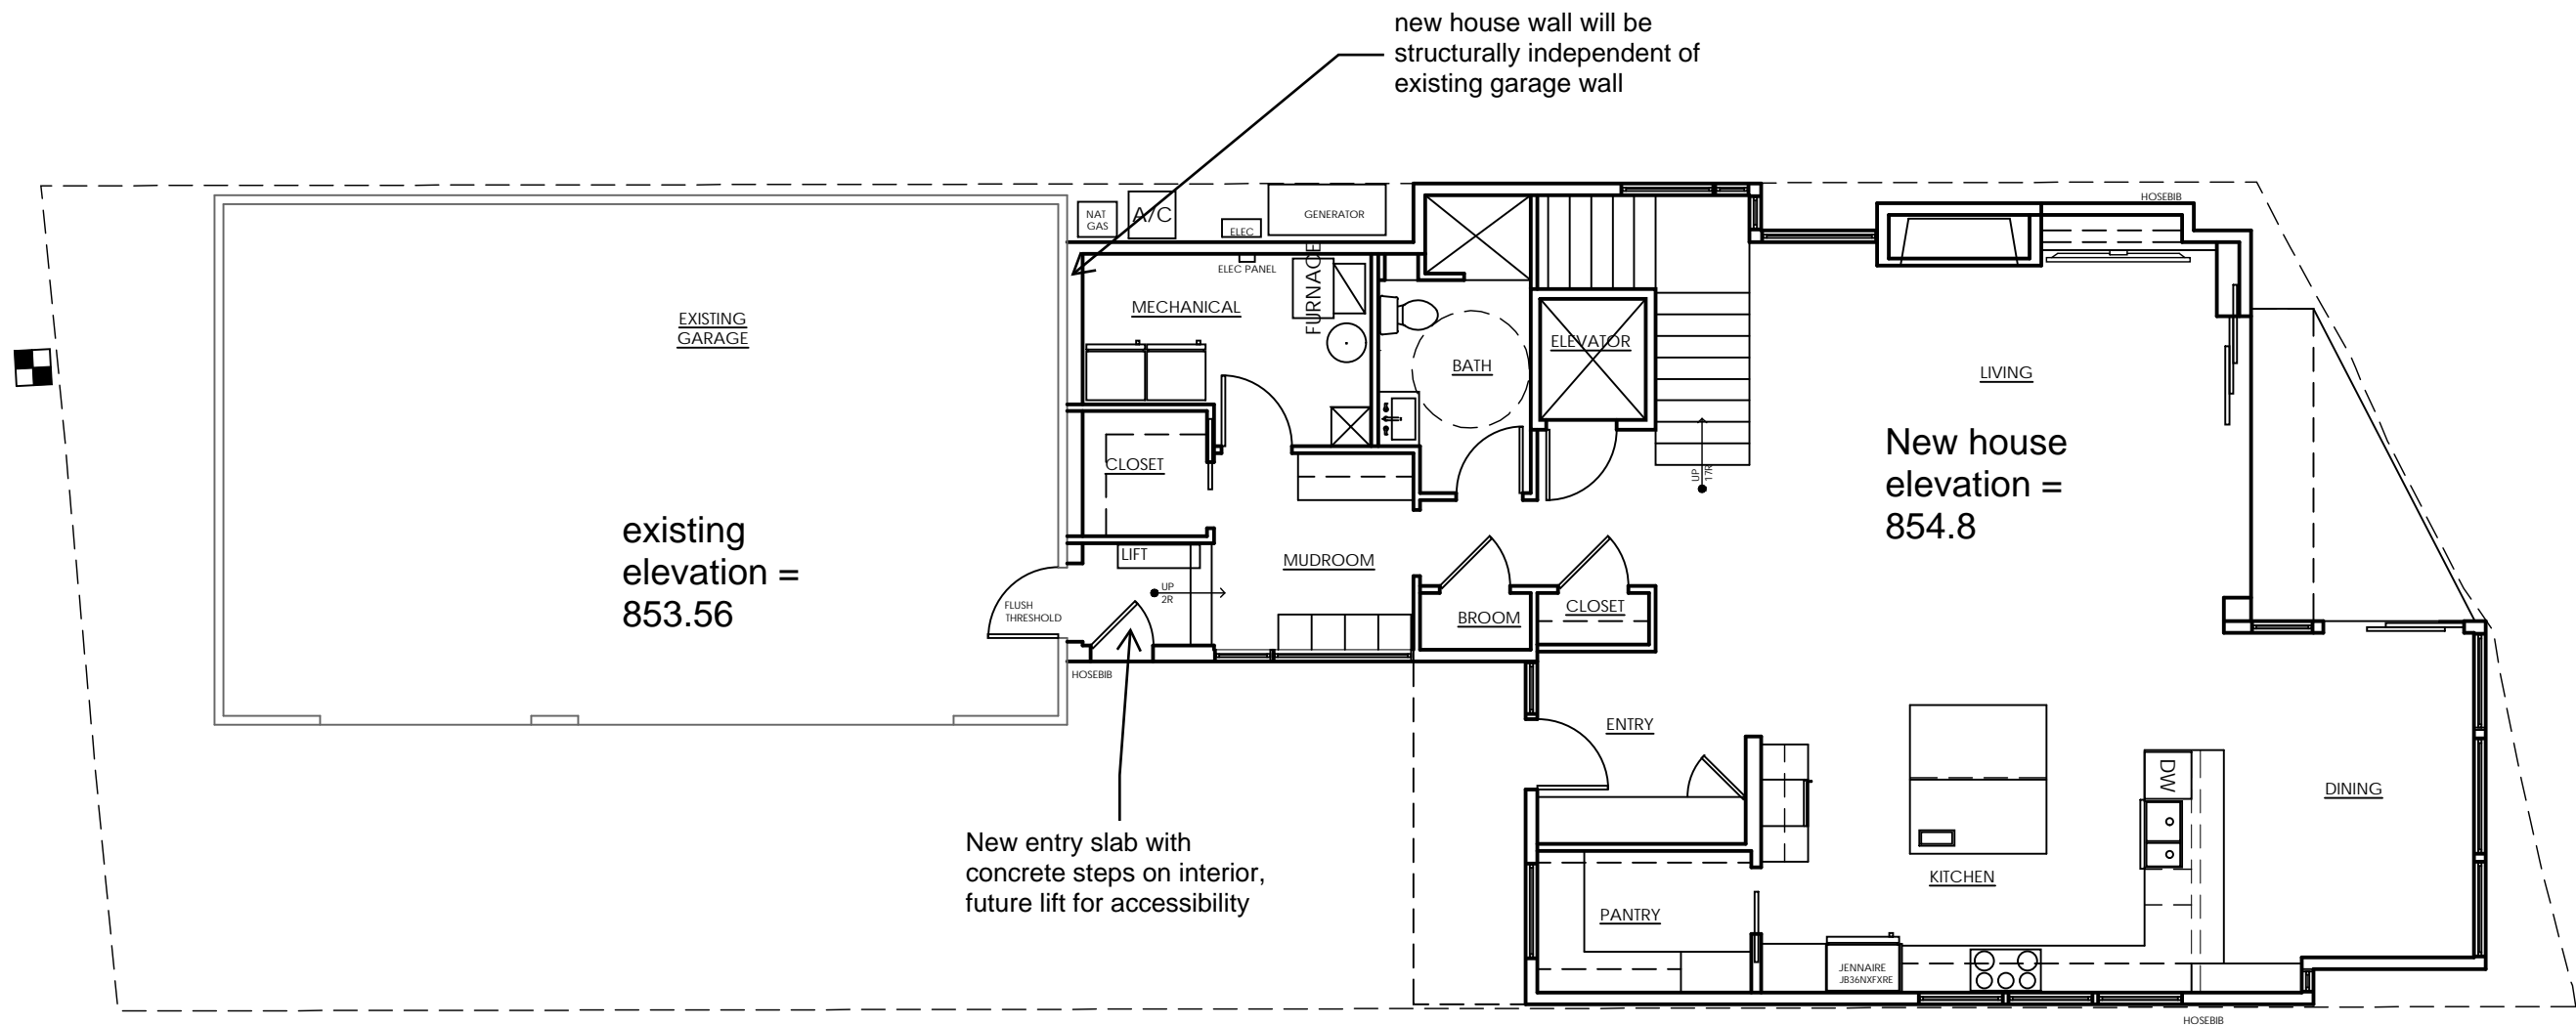 new house wall will be
structurally independent of
existing garage wall
HOSEBIB
NAT
GAS
A/C
ELEC
GENERATOR
ELEC PANEL
FURNACE
MECHANICAL
EXISTING
GARAGE
ELEVATOR
BATH
LIVING
CLOSET
UP
17R
New house
elevation =
854.8
existing
elevation =
853.56
LIFT
MUDROOM
UP
2R
FLUSH
THRESHOLD
BROOM
CLOSET
HOSEBIB
ENTRY
DW
DINING
New entry slab with
concrete steps on interior,
future lift for accessibility
KITCHEN
PANTRY
JENNAIRE
JB36NXFXRE
HOSEBIB